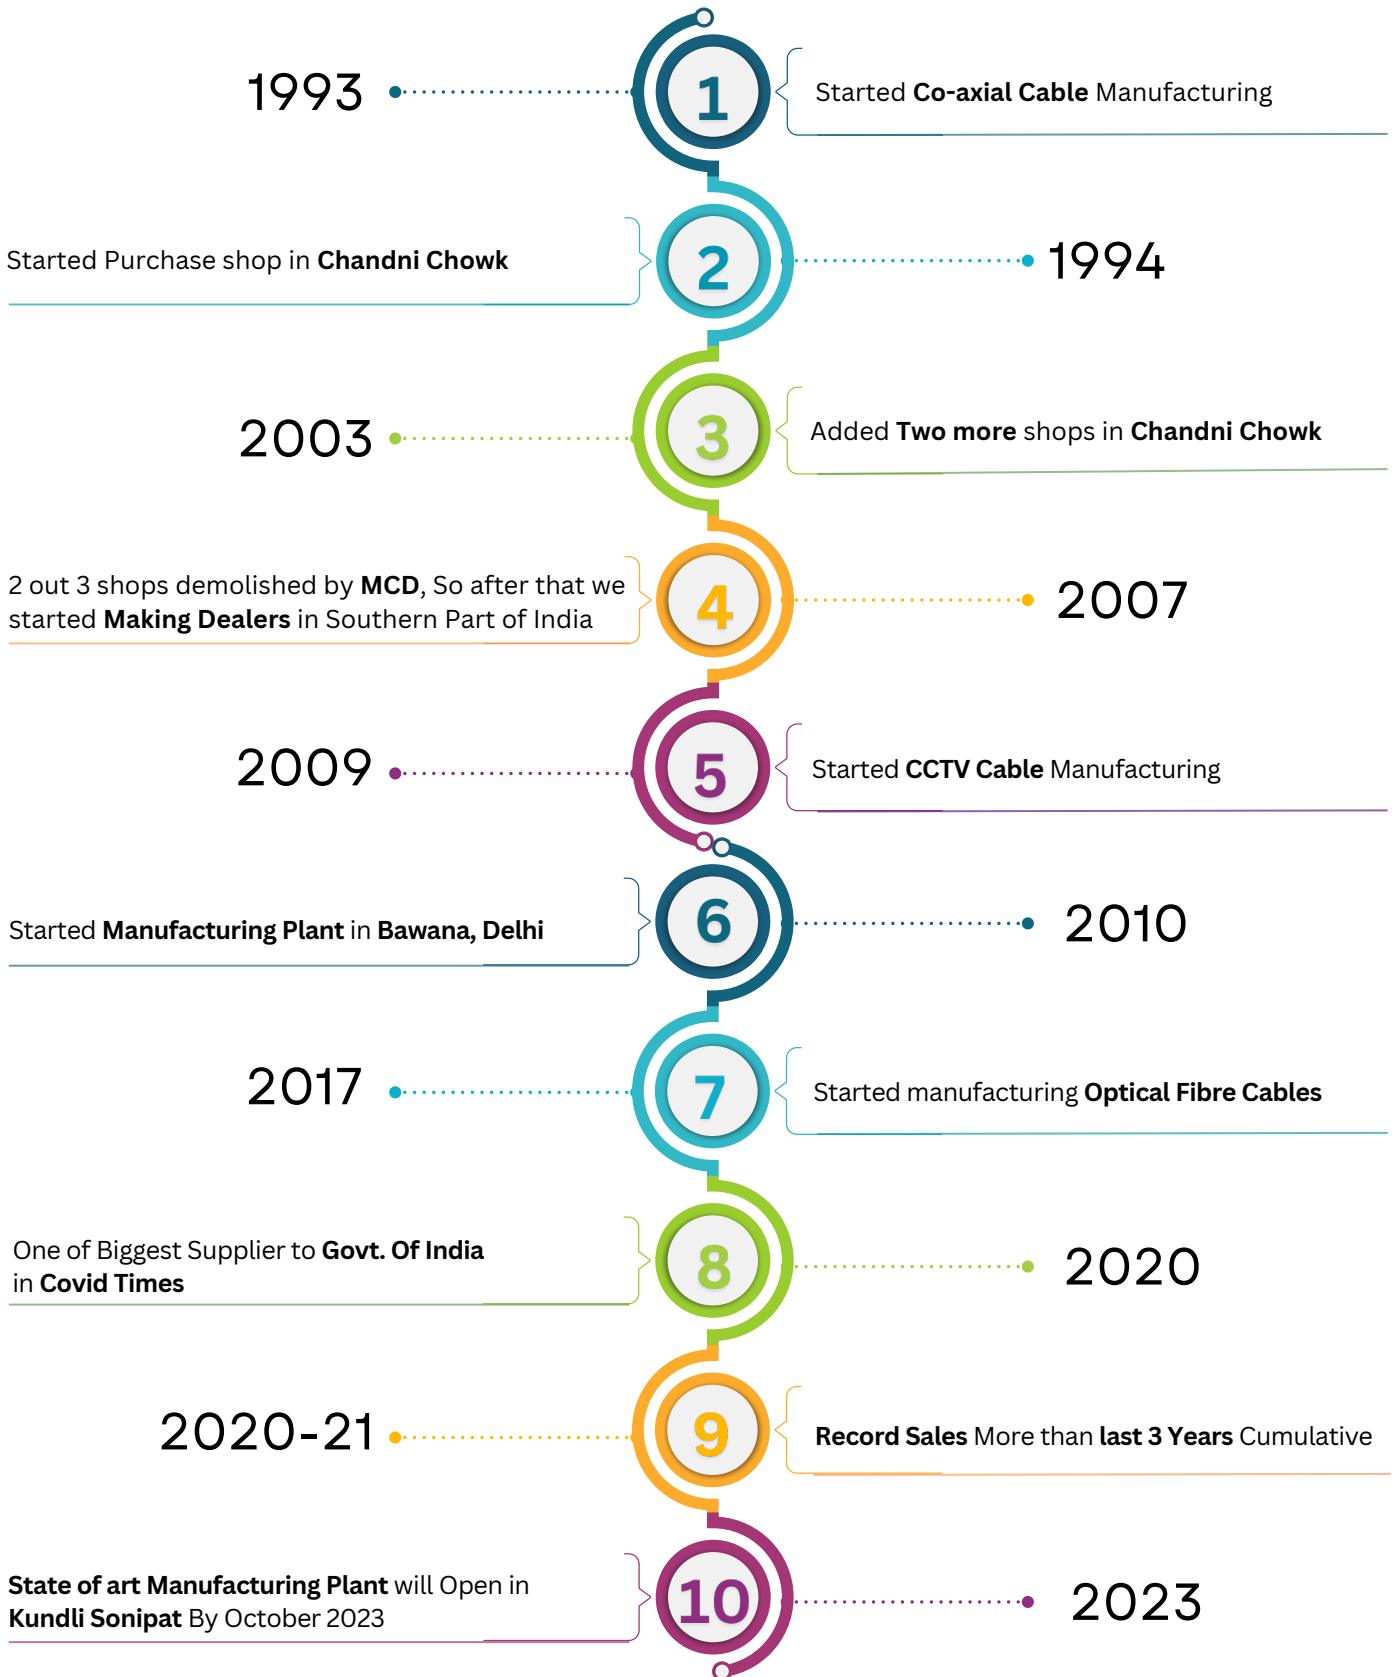 1993
1
Started Co-axial Cable Manufacturing
Started Purchase shop in Chandni Chowk
2
1994
2003
3
Added Two more shops in Chandni Chowk
2 out 3 shops demolished by MCD, So after that we
started Making Dealers in Southern Part of India
4
2007
2009
5
Started CCTV Cable Manufacturing
Started Manufacturing Plant in Bawana, Delhi
6
2010
2017
7
Started manufacturing Optical Fibre Cables
One of Biggest Supplier to Govt. Of India
in Covid Times
8
2020
2020-21
9
Record Sales More than last 3 Years Cumulative
State of art Manufacturing Plant will Open in
Kundli Sonipat By October 2023
10
2023